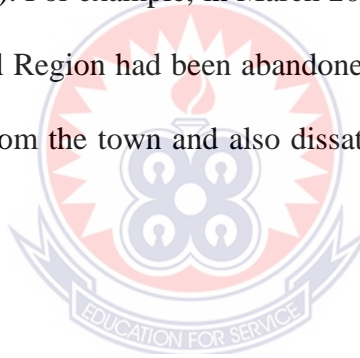 ). For example, in March 20
l Region had been abandone
om the town and also dissat
EDUCATION FOR SERVICE